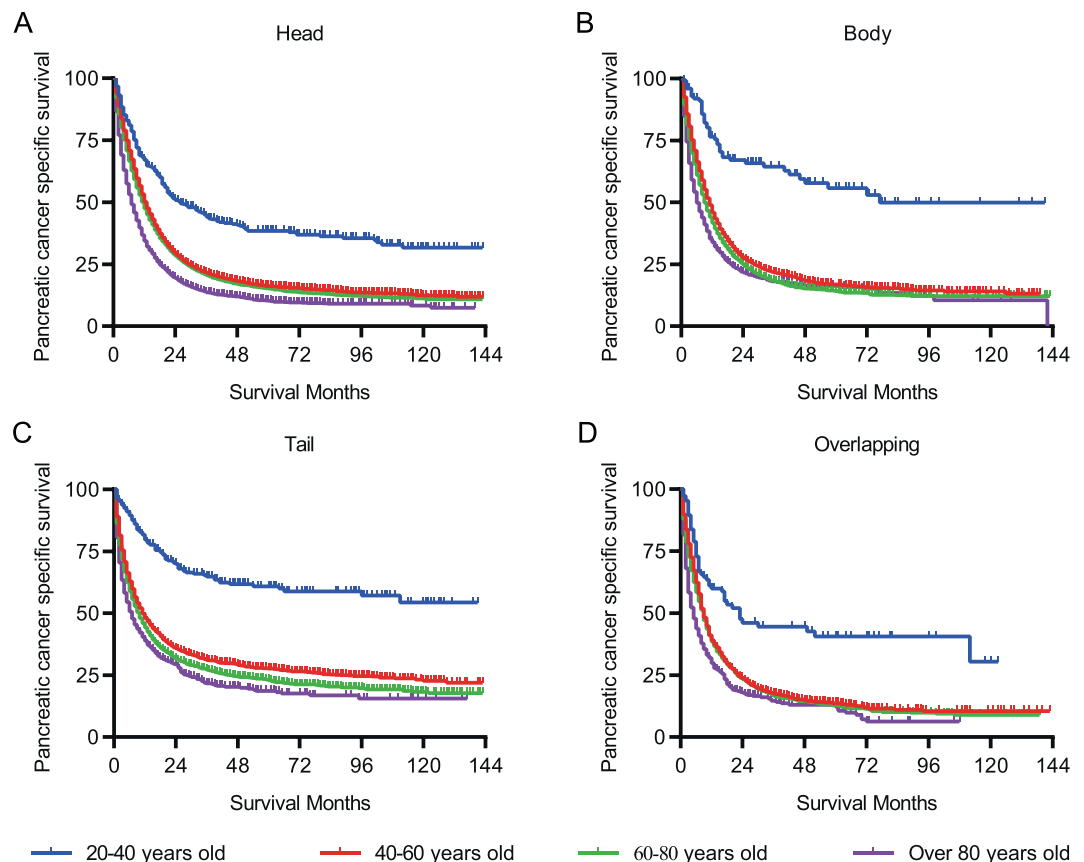 A
Head
Pancreatic cancer specific survival
100
75
50
25
0
0 24 48 72 96 120 144
Survival Months
B
Body
Pancreatic cancer specific survival
100
75
50
25
0
0 24 48 72 96 120 144
Survival Months
C
Tail
Pancreatic cancer specific survival
100
75
50
25
0
0 24 48 72 96 120 144
Survival Months
D
Overlapping
Pancreatic cancer specific survival
100
75
50
25
0
0 24 48 72 96 120 144
Survival Months
20-40 years old 40-60 years old 60-80 years old Over 80 years old